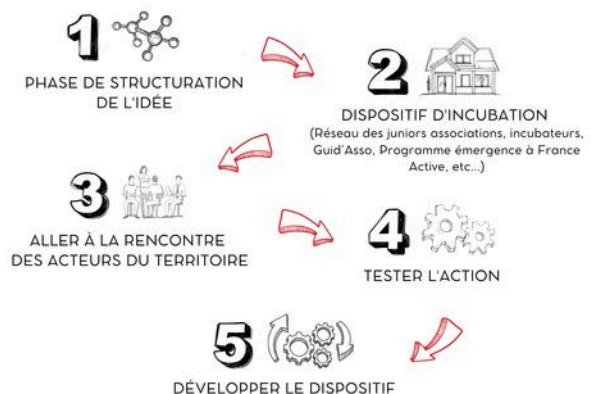 1
PHASE DE STRUCTURATION
DE L'IDÉE
2
DISPOSITIF D'INCUBATION
(Réseau des juniors associations, incubateurs,
Guid'Asso, Programme émergence à France
Active, etc...)
3
ALLER À LA RENCONTRE
DES ACTEURS DU TERRITOIRE
4
TESTER L'ACTION
5
DÉVELOPPER LE DISPOSITIF